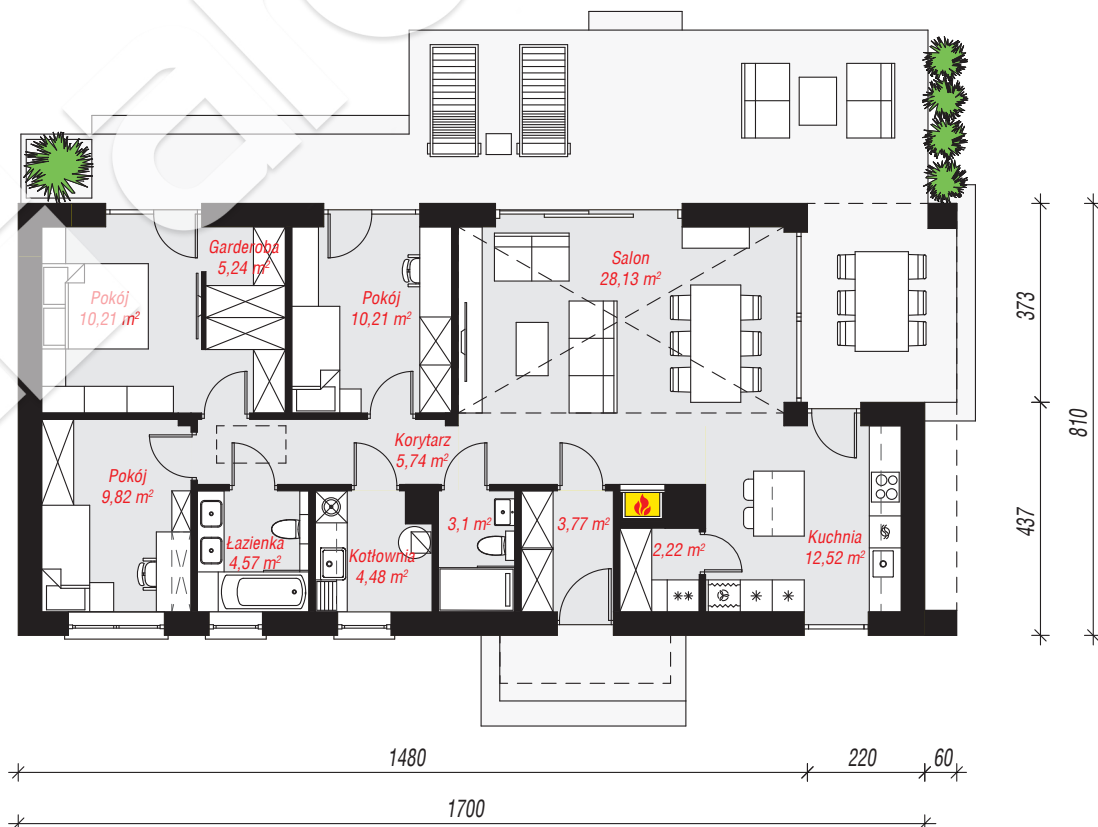 Garderoba
5,24 m²
Pokój
10,21 m²
Pokój
10,21 m²
Salon
28,13 m²
Korytarz
5,74 m²
Pokój
9,82 m²
Łazienka
4,57 m²
Kotłownia
4,48 m²
3,1 m²
3,77 m²
2,22 m²
Kuchnia
12,52 m²
373
437
810
1480
220
60
1700